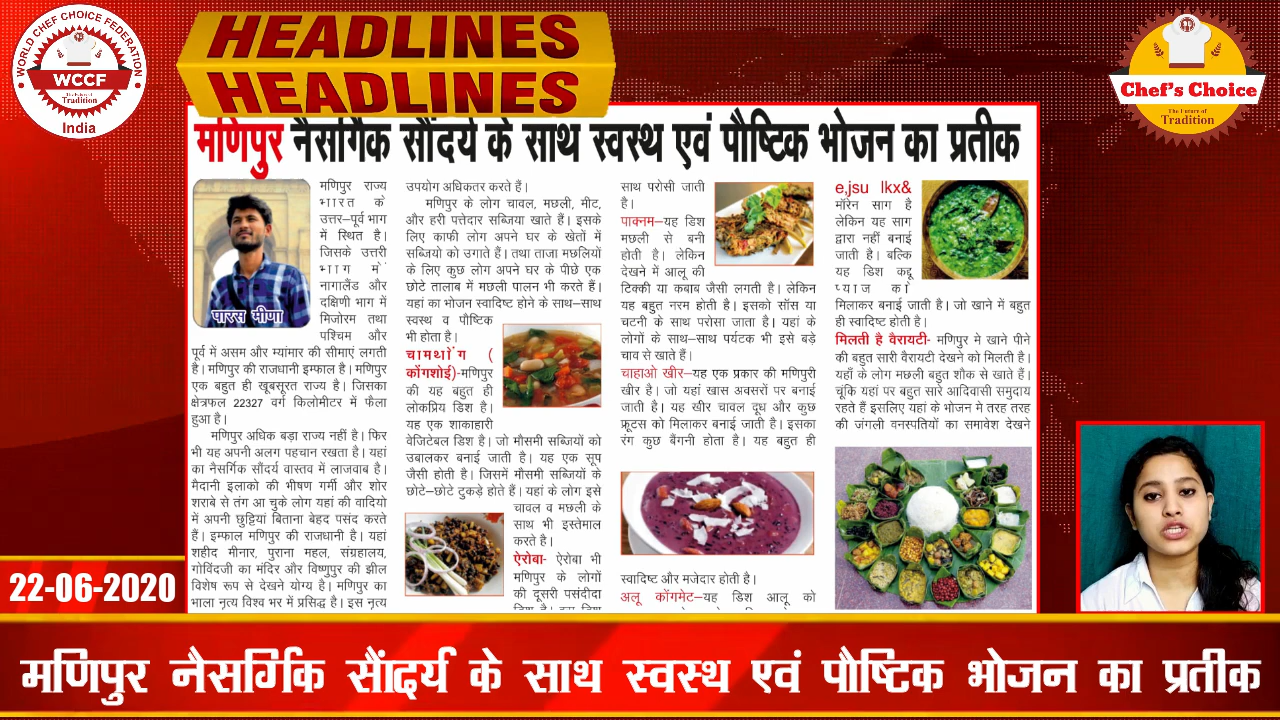 WORLD CHEF CHOICE FEDERATION
WCCF
The Future of
Tradition
India
HEADLINES
HEADLINES
Chef's Choice
The Future of
Tradition
मणिपुर नैसर्गिक सौंदर्य के साथ स्वस्थ एवं पौष्टिक भोजन का प्रतीक
पारस मीणा
मणिपुर राज्य
भारत के
उत्तर–पूर्व भाग
में स्थित है।
जिसके उत्तरी
भाग में
नागालैंड और
दक्षिणी भाग में
मिजोरम तथा
पश्चिम और
पूर्व में असम और म्यांमार की सीमाएं लगती
है। मणिपुर की राजधानी इम्फाल है। मणिपुर
एक बहुत ही खूबसूरत राज्य है। जिसका
क्षेत्रफल 22327 वर्ग किलोमीटर में फैला
हुआ है।
मणिपुर अधिक बड़ा राज्य नहीं है। फिर
भी यह अपनी अलग पहचान रखता है। यहां
का नैसर्गिक सौंदर्य वास्तव में लाजवाब है।
मैदानी इलाको की भीषण गर्मी और शोर
शराबे से तंग आ चुके लोग यहां की वादियो
में अपनी छुट्टियां बिताना बेहद पसंद करते
हैं। इम्फाल मणिपुर की राजधानी है। यहां
शहीद मीनार, पुराना महल, संग्रहालय,
गोविंदजी का मंदिर और विष्णुपुर की झील
विशेष रूप से देखने योग्य है। मणिपुर का
भाला नृत्य विश्व भर में प्रसिद्ध है। इस नृत्य
उपयोग अधिकतर करते हैं।
मणिपुर के लोग चावल, मछली, मीट,
और हरी पत्तेदार सब्जिया खाते हैं। इसके
लिए काफी लोग अपने घर के खेतों में
सब्जियो को उगाते हैं। तथा ताजा मछलियों
के लिए कुछ लोग अपने घर के पीछे एक
छोटे तालाब में मछली पालन भी करते हैं।
यहां का भोजन स्वादिष्ट होने के साथ–साथ
स्वस्थ व पौष्टिक
भी होता है।
चामथोंग (
कोंगशोई)-मणिपुर
की यह बहुत ही
लोकप्रिय डिश है।
यह एक शाकाहारी
वेजिटेबल डिश है। जो मौसमी सब्जियों को
उबालकर बनाई जाती है। यह एक सूप
जैसी होती है। जिसमें मौसमी सब्जियों के
छोटे–छोटे टुकड़े होते हैं। यहां के लोग इसे
चावल व मछली के
साथ भी इस्तेमाल
करते है।
ऐरोबा- ऐरोबा भी
मणिपुर के लोगों
की दूसरी पसंदीदा
साथ परोसी जाती
है।
पाक्नम–यह डिश
मछली से बनी
होती है। लेकिन
देखने में आलू की
टिक्की या कबाब जैसी लगती है। लेकिन
यह बहुत नरम होती है। इसको सॉस या
चटनी के साथ परोसा जाता है। यहां के
लोगों के साथ–साथ पर्यटक भी इसे बड़े
चाव से खाते हैं।
चाहाओ खीर–यह एक प्रकार की मणिपुरी
खीर है। जो यहां खास अवसरों पर बनाई
जाती है। यह खीर चावल दूध और कुछ
फ्रूटस को मिलाकर बनाई जाती है। इसका
रंग कुछ बैंगनी होता है। यह बहुत ही
स्वादिष्ट और मजेदार होती है।
अलू कोंगमेट–यह डिश आलू को
e,jsu lkx&
मॉरेन साग है
लेकिन यह साग
द्वारा नहीं बनाई
जाती है। बल्कि
यह डिश कद्दू
प्याज को
मिलाकर बनाई जाती है। जो खाने में बहुत
ही स्वादिष्ट होती है।
मिलती है वैरायटी- मणिपुर मे खाने पीने
की बहुत सारी वैरायटी देखने को मिलती है।
यहाँ के लोग मछली बहुत शौक से खाते हैं।
चूंकि यहां पर बहुत सारे आदिवासी समुदाय
रहते हैं इसलिए यहां के भोजन मे तरह तरह
की जंगली वनस्पतियों का समावेश देखने
22-06-2020
मणिपुर नैसर्गिक सौंदर्य के साथ स्वस्थ एवं पौष्टिक भोजन का प्रतीक